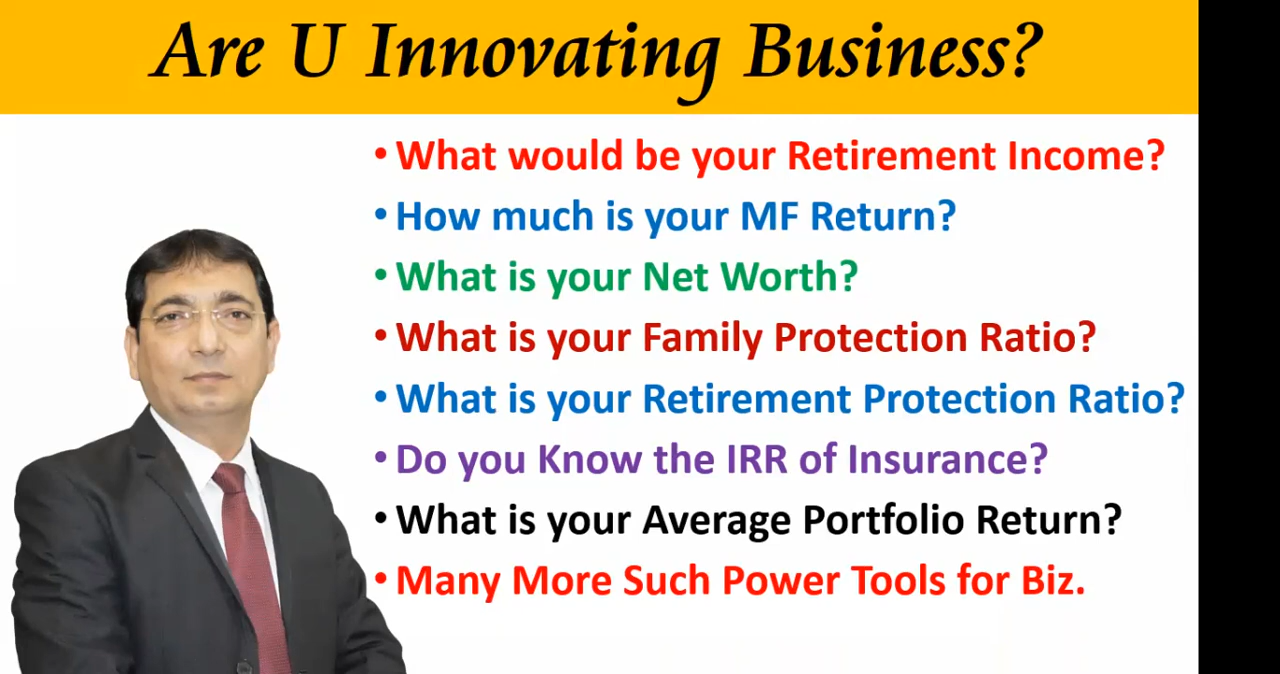 Are U Innovating Business?
• What would be your Retirement Income?
• How much is your MF Return?
• What is your Net Worth?
• What is your Family Protection Ratio?
• What is your Retirement Protection Ratio?
• Do you Know the IRR of Insurance?
• What is your Average Portfolio Return?
• Many More Such Power Tools for Biz.